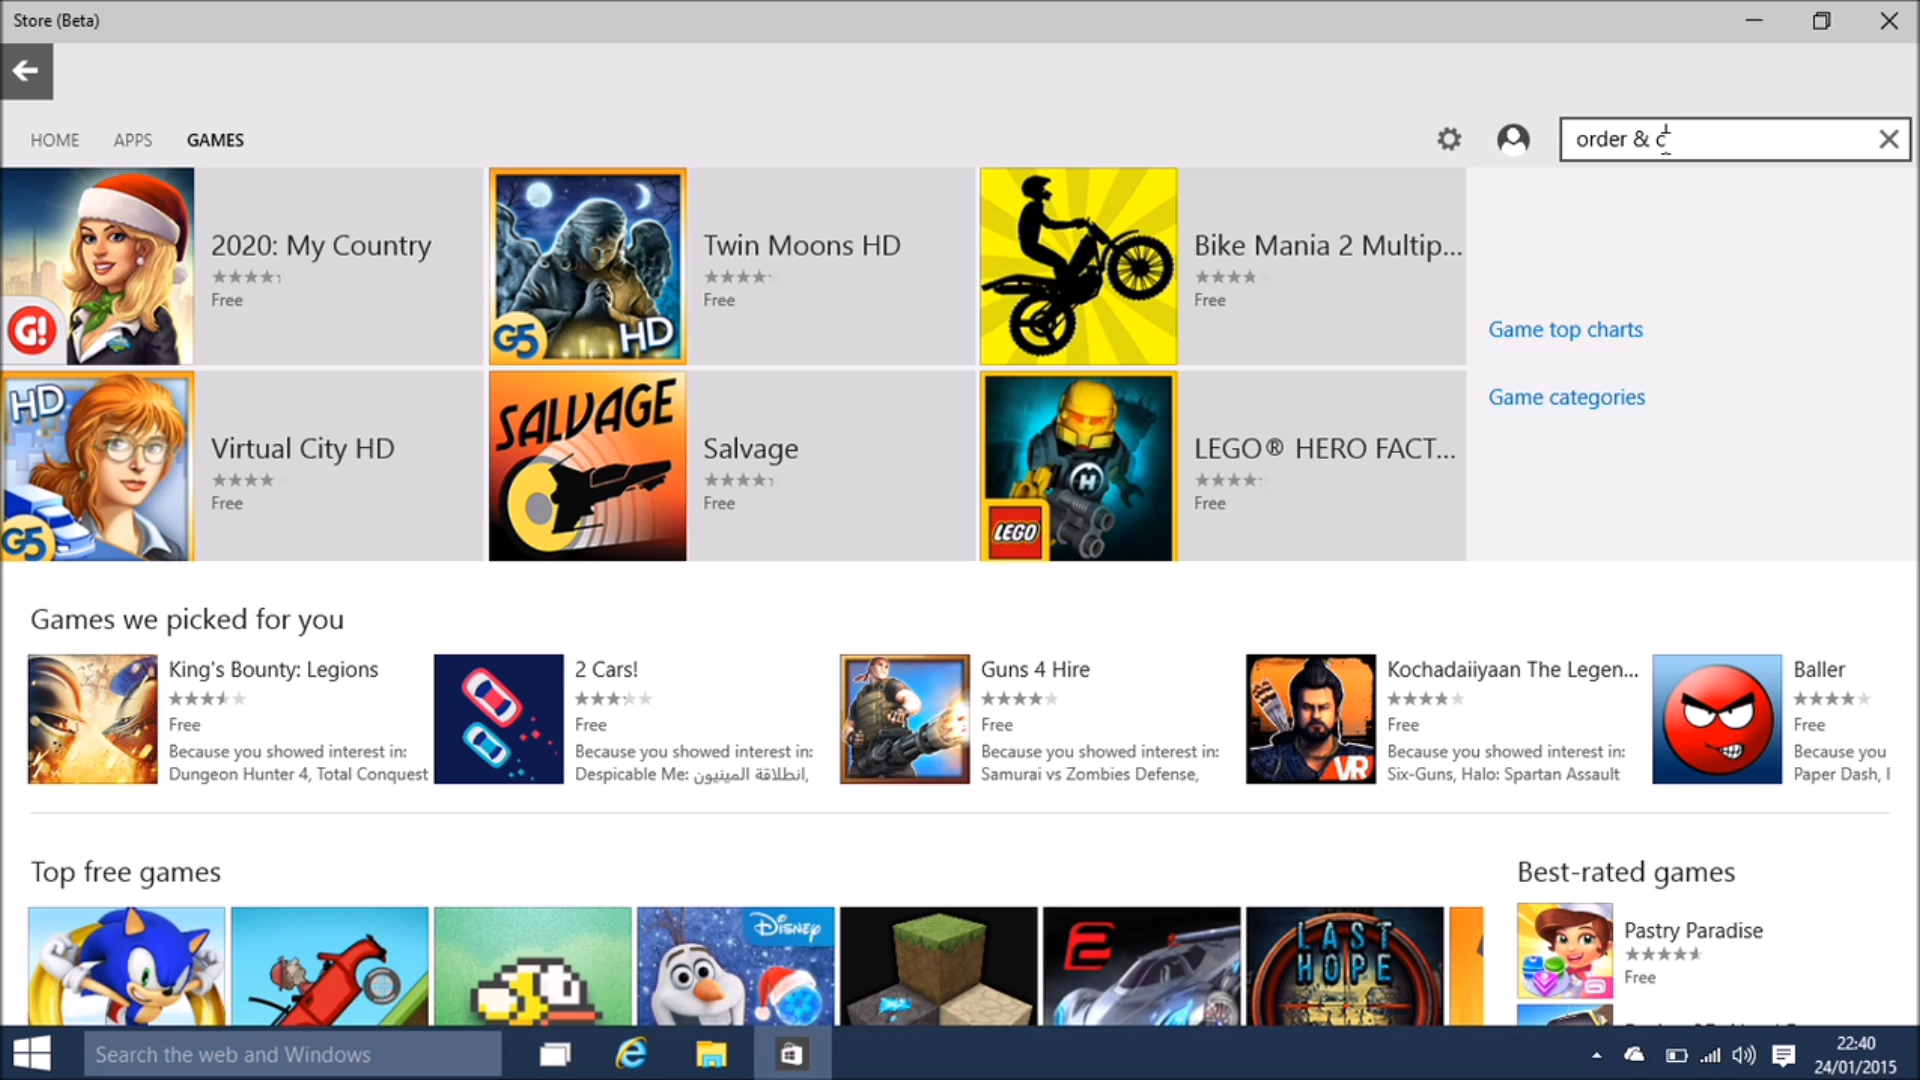 Store (Beta)
HOME APPS GAMES
order & c
2020: My Country
Free
G!
Twin Moons HD
Free
G5 HD
Bike Mania 2 Multip...
Free
Game top charts
Game categories
HD
G5
Virtual City HD
Free
SALVAGE
Salvage
Free
H
LEGO
LEGO® HERO FACT...
Free
Games we picked for you
King's Bounty: Legions
Free
Because you showed interest in:
Dungeon Hunter 4, Total Conquest
2 Cars!
Free
Because you showed interest in:
Despicable Me: انطلاقة المينيون,
Guns 4 Hire
Free
Because you showed interest in:
Samurai vs Zombies Defense,
VR
Kochadaiiyaan The Legen...
Free
Because you showed interest in:
Six-Guns, Halo: Spartan Assault
Baller
Free
Because you
Paper Dash, I
Top free games
Best-rated games
Disney
2
LAST
HOPE
Pastry Paradise
Free
Search the web and Windows
22:40
24/01/2015